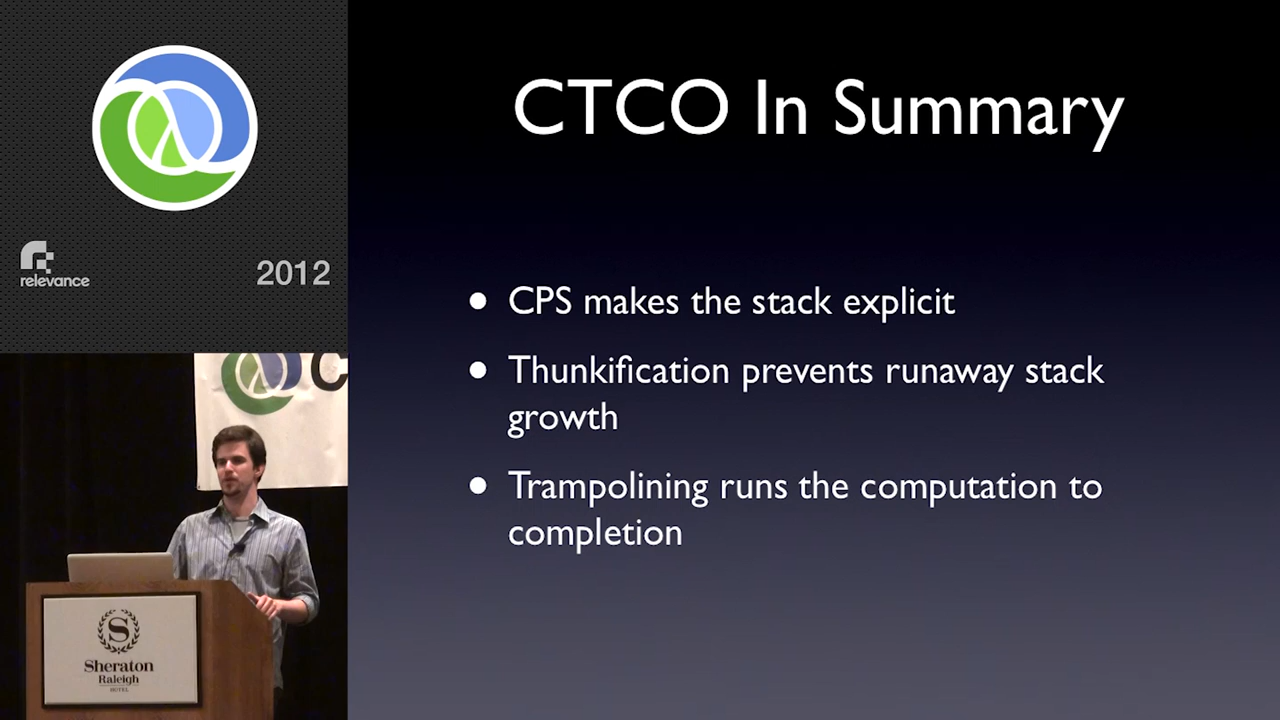 relevance
2012
C
S
Sheraton
Raleigh
HOTEL
CTCO In Summary
• CPS makes the stack explicit
• Thunkification prevents runaway stack
growth
• Trampolining runs the computation to
completion